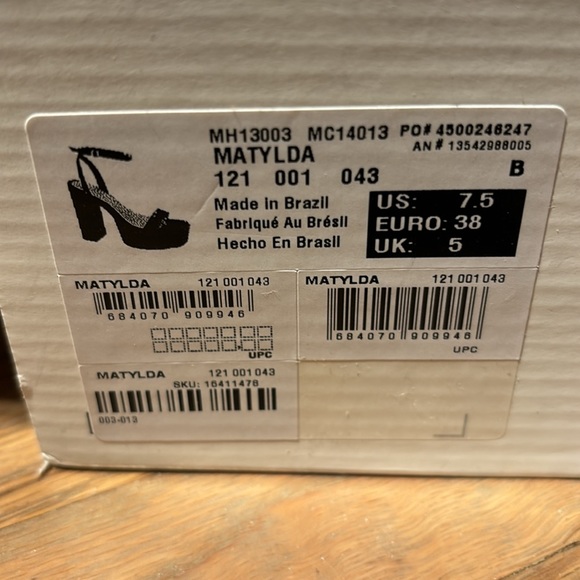 MH13003 MC14013 PO# 4500246247
MATYLDA AN # 13542988005
121 001 043 B
Made In Brazil
Fabriqué Au Brésil
Hecho En Brasil
US: 7.5
EURO: 38
UK: 5
MATYLDA 121 001 043
684070 909946
UPC
MATYLDA 121 001 043
684070 909946
UPC
MATYLDA 121 001 043
SKU: 16411478
003-013